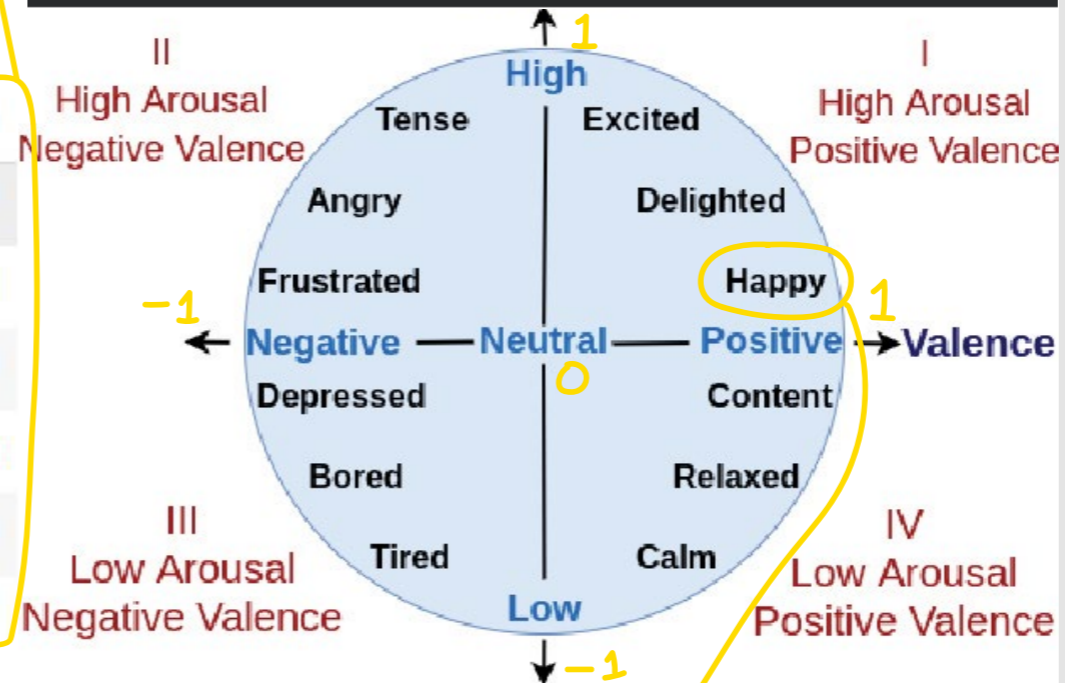 1
II
High
I
High Arousal
Negative Valence
Tense
Excited
High Arousal
Positive Valence
Angry
Delighted
Frustrated
Happy
-1
1
Negative
Neutral
Positive
Valence
0
Depressed
Content
Bored
Relaxed
III
Low Arousal
Negative Valence
Tired
Calm
IV
Low Arousal
Positive Valence
Low
-1